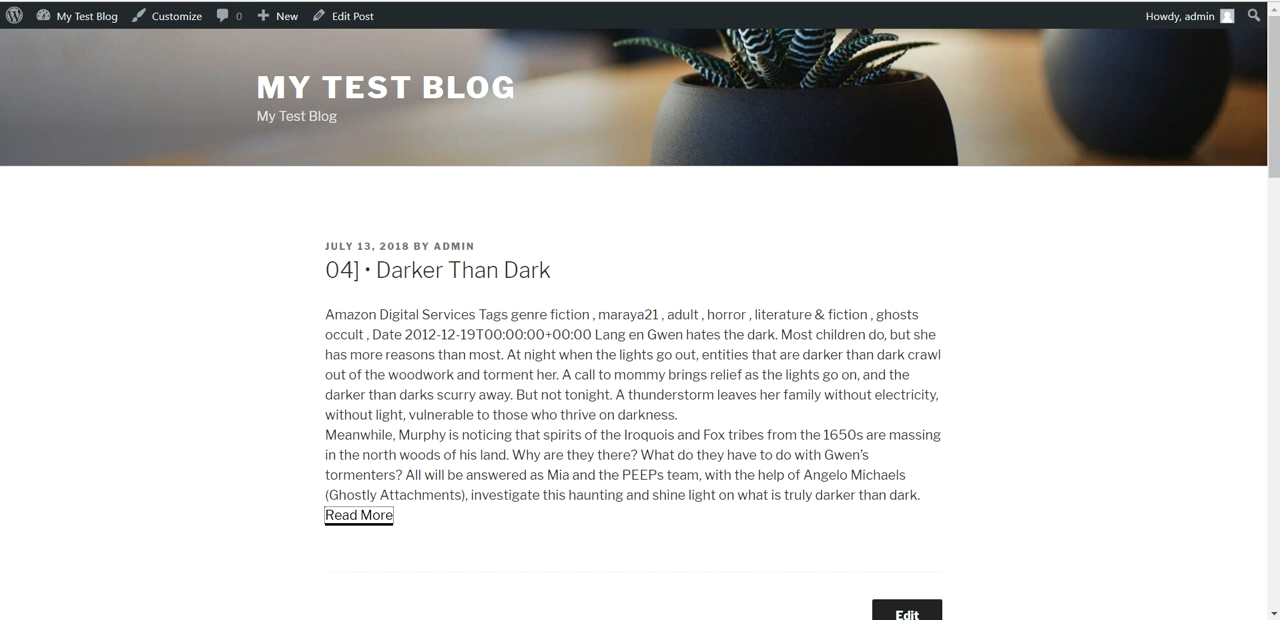 My Test Blog Customize 0 New Edit Post Howdy, admin
MY TEST BLOG
My Test Blog
JULY 13, 2018 BY ADMIN
04] • Darker Than Dark
Amazon Digital Services Tags genre fiction , maraya21 , adult , horror , literature & fiction , ghosts
occult , Date 2012-12-19T00:00:00+00:00 Lang en Gwen hates the dark. Most children do, but she
has more reasons than most. At night when the lights go out, entities that are darker than dark crawl
out of the woodwork and torment her. A call to mommy brings relief as the lights go on, and the
darker than darks scurry away. But not tonight. A thunderstorm leaves her family without electricity,
without light, vulnerable to those who thrive on darkness.
Meanwhile, Murphy is noticing that spirits of the Iroquois and Fox tribes from the 1650s are massing
in the north woods of his land. Why are they there? What do they have to do with Gwen’s
tormenters? All will be answered as Mia and the PEEPs team, with the help of Angelo Michaels
(Ghostly Attachments), investigate this haunting and shine light on what is truly darker than dark.
Read More
Edit